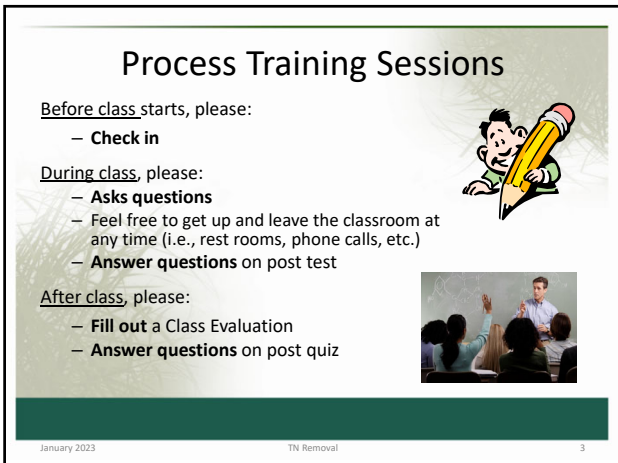 Process Training Sessions
Before class starts, please:
– Check in
During class, please:
– Asks questions
– Feel free to get up and leave the classroom at
any time (i.e., rest rooms, phone calls, etc.)
– Answer questions on post test
After class, please:
– Fill out a Class Evaluation
– Answer questions on post quiz
January 2023
TN Removal
3